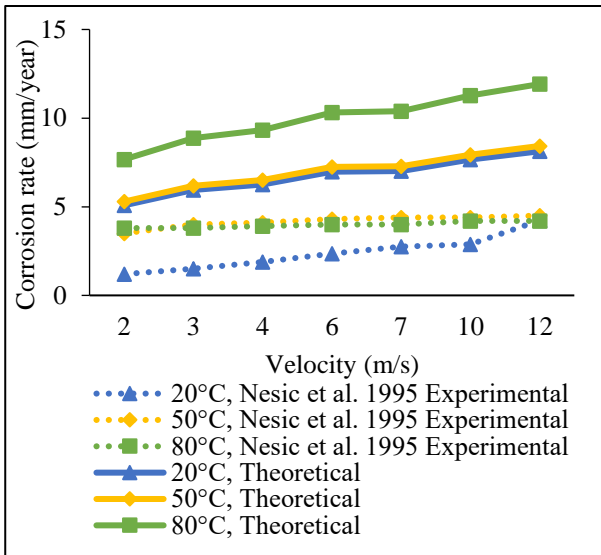 Corrosion rate (mm/year)
15
10
5
0
2 3 4 6 7 10 12
Velocity (m/s)
20°C, Nesic et al. 1995 Experimental
50°C, Nesic et al. 1995 Experimental
80°C, Nesic et al. 1995 Experimental
20°C, Theoretical
50°C, Theoretical
80°C, Theoretical